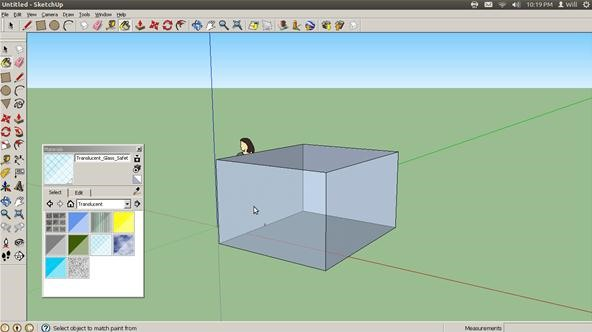 Untitled - SketchUp
10:19 PM Will
File Edit View Camera Draw Tools Window Help
Materials
Translucent_Glass_Safet
Select Edit
Translucent
Select object to match paint from
Measurements